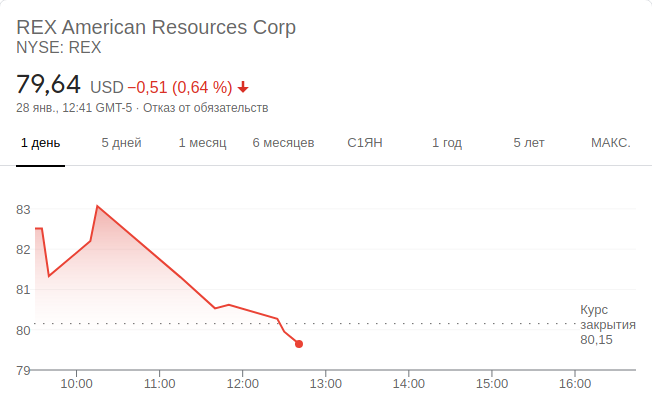 REX American Resources Corp
NYSE: REX
79,64 USD −0,51 (0,64 %)
28 янв., 12:41 GMT-5 · Отказ от обязательств
1 день 5 дней 1 месяц 6 месяцев С1ЯН 1 год 5 лет МАКС.
83
82
81
80
79
Курс
закрытия
80,15
10:00 11:00 12:00 13:00 14:00 15:00 16:00